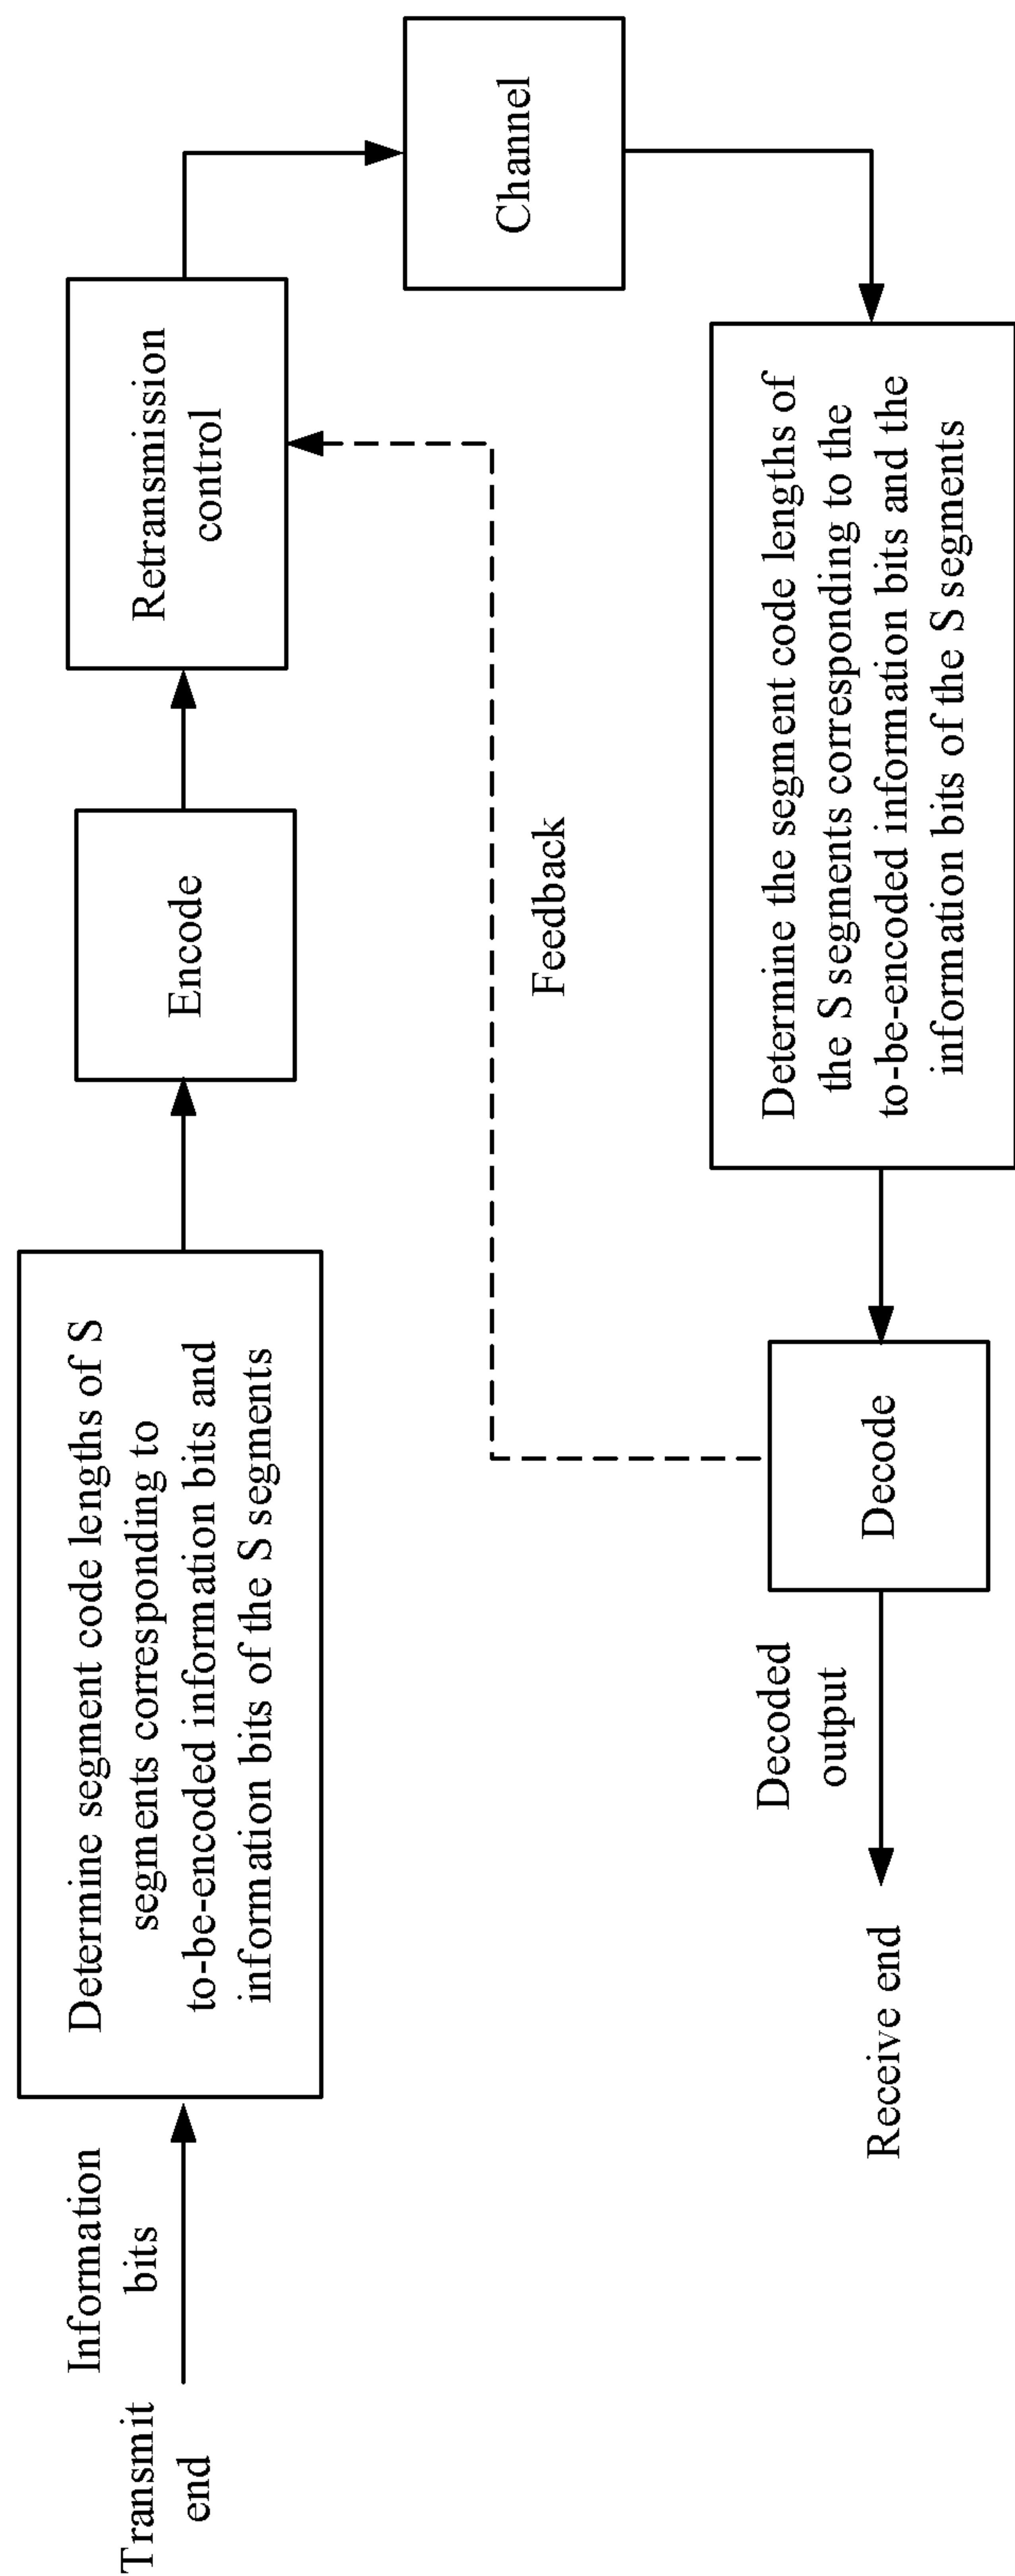 Transmit
end
Information
bits
Determine segment code lengths of S
segments corresponding to
to-be-encoded information bits and
information bits of the S segments
Encode
Retransmission
control
Channel
Feedback
Determine the segment code lengths of
the S segments corresponding to the
to-be-encoded information bits and the
information bits of the S segments
Decode
Decoded
output
Receive end